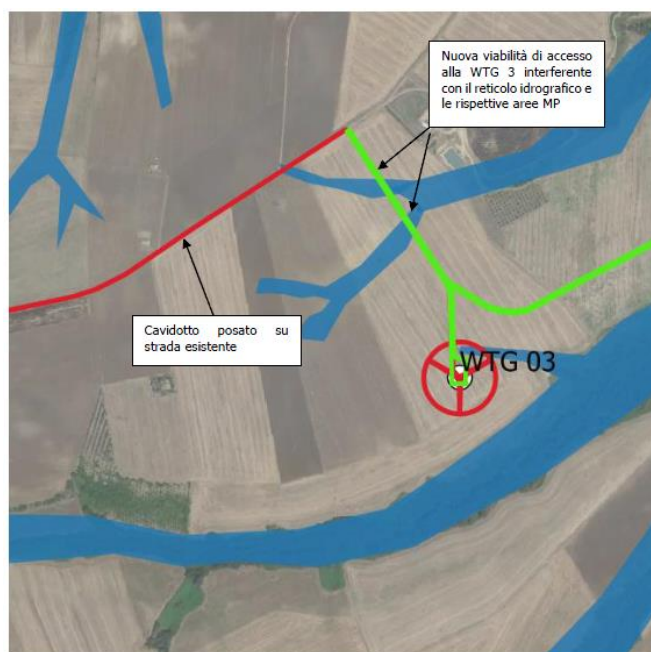 Nuova viabilità di accesso
alla WTG 3 interferente
con il reticolo idrografico e
le rispettive aree MP
Cavidotto posato su
strada esistente
WTG 03